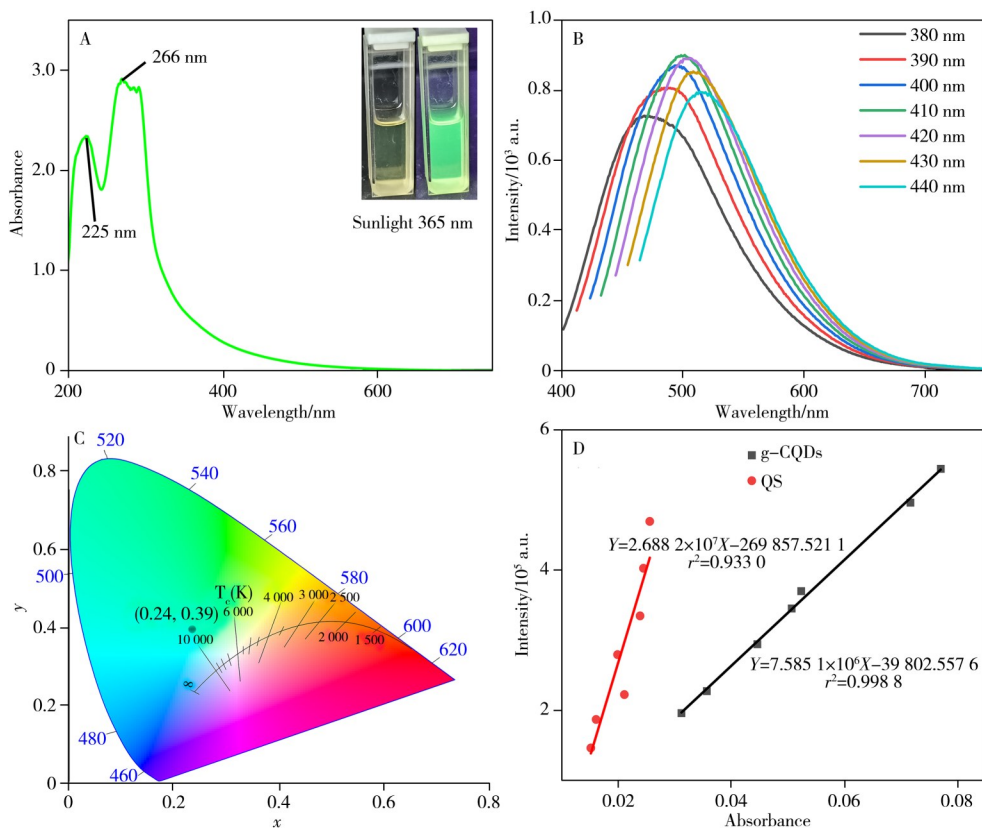 A
266 nm
225 nm
3.0
2.0
1.0
0
200
400
600
Absorbance
Wavelength/nm
Sunlight 365 nm
B
380 nm
390 nm
400 nm
410 nm
420 nm
430 nm
440 nm
1.0
0.8
0.6
0.4
0.2
0
400
500
600
700
Intensity/10³ a.u.
Wavelength/nm
C
520
540
560
580
600
620
500
480
460
Tc(K)
(0.24, 0.39)
10 000
6 000
4 000
3 000
2 500
2 000
1 500
∞
0.8
0.6
0.4
0.2
0
0
0.2
0.4
0.6
0.8
y
x
D
g-CQDs
QS
Y=2.688 2×10⁷X−269 857.521 1
r²=0.933 0
Y=7.585 1×10⁶X−39 802.557 6
r²=0.998 8
6
4
2
0.02
0.04
0.06
0.08
Intensity/10⁵ a.u.
Absorbance